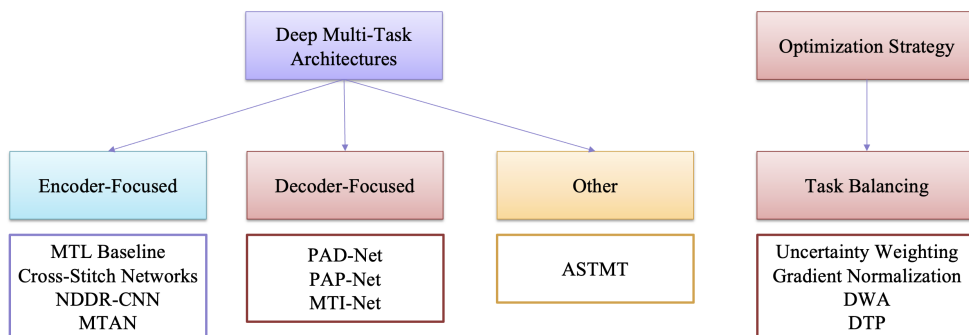 Deep Multi-Task
Architectures
Optimization Strategy
Encoder-Focused
Decoder-Focused
Other
Task Balancing
MTL Baseline
Cross-Stitch Networks
NDDR-CNN
MTAN
PAD-Net
PAP-Net
MTI-Net
ASTMT
Uncertainty Weighting
Gradient Normalization
DWA
DTP